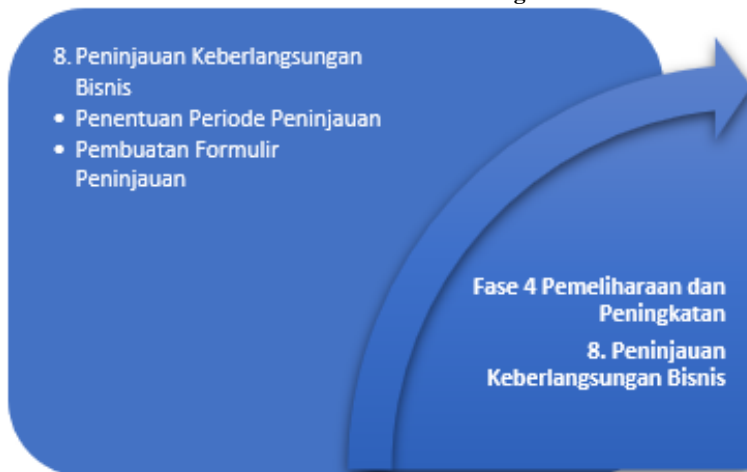 8. Peninjauan Keberlangsungan
Bisnis
• Penentuan Periode Peninjauan
• Pembuatan Formulir
Peninjauan
Fase 4 Pemeliharaan dan
Peningkatan
8. Peninjauan
Keberlangsungan Bisnis